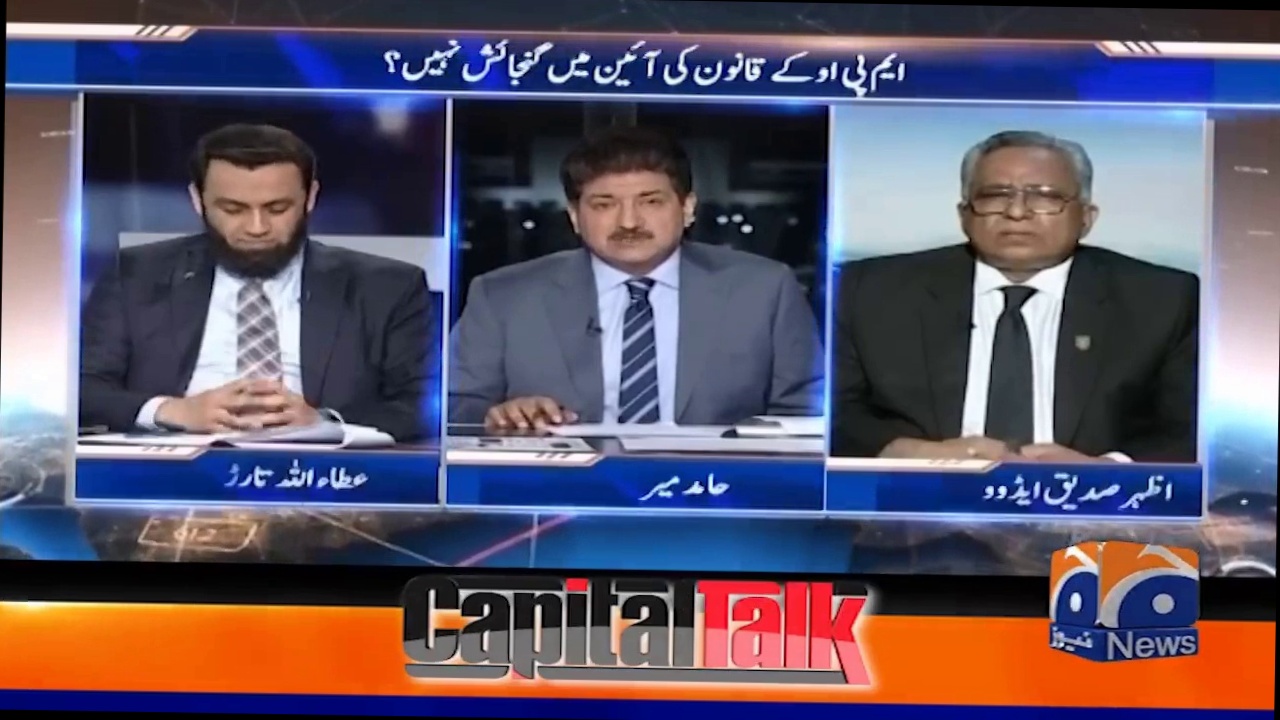 ایم پی او کے قانون کی آئین میں گنجائش نہیں؟
عطاء اللہ تارڑ
حامد میر
اظہر صدیق ایڈوو
Capital Talk
نیوز News